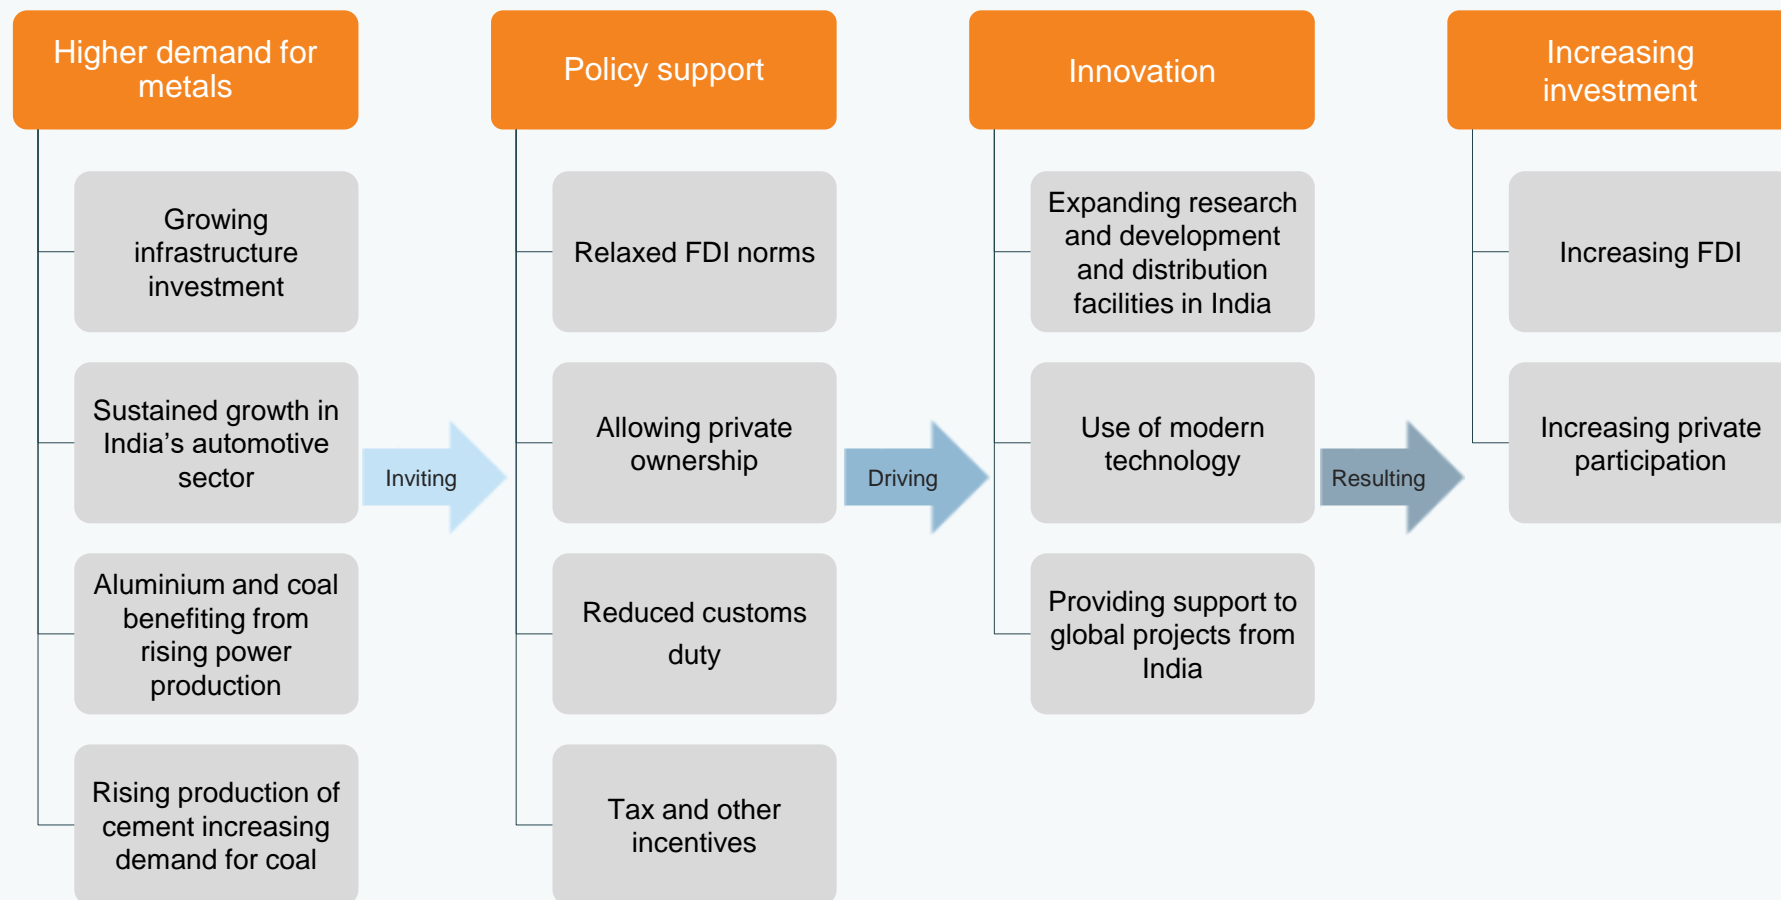 Higher demand for
metals
Growing
infrastructure
investment
Sustained growth in
India’s automotive
sector
Aluminium and coal
benefiting from
rising power
production
Rising production of
cement increasing
demand for coal
Inviting
Policy support
Relaxed FDI norms
Allowing private
ownership
Reduced customs
duty
Tax and other
incentives
Driving
Innovation
Expanding research
and development
and distribution
facilities in India
Use of modern
technology
Providing support to
global projects from
India
Resulting
Increasing
investment
Increasing FDI
Increasing private
participation